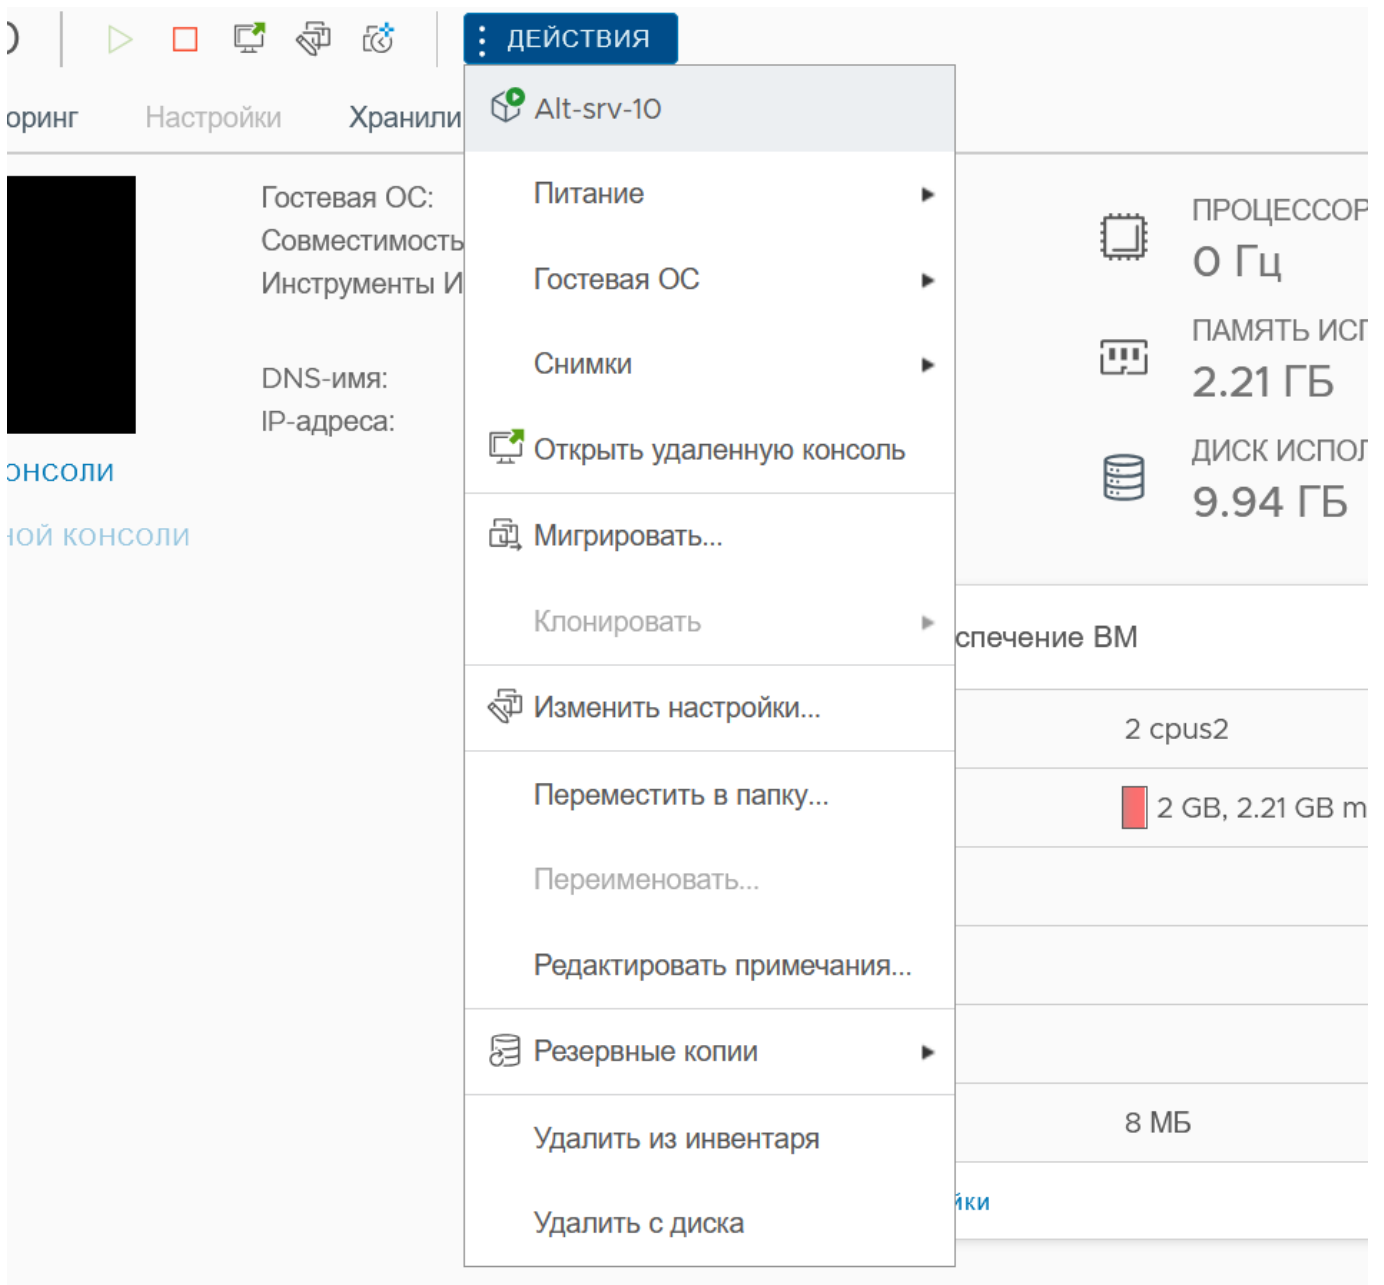 ДЕЙСТВИЯ
оринг Настройки Хранили
Alt-srv-10
Питание
Гостевая ОС
Снимки
Открыть удаленную консоль
Мигрировать...
Клонировать
Изменить настройки...
Переместить в папку...
Переименовать...
Редактировать примечания...
Резервные копии
Удалить из инвентаря
Удалить с диска
Гостевая ОС:
Совместимость
Инструменты И
DNS-имя:
IP-адреса:
ОНСОЛИ
НОЙ КОНСОЛИ
ПРОЦЕССОР
0 Гц
ПАМЯТЬ ИСП
2.21 ГБ
ДИСК ИСПОЛ
9.94 ГБ
спечение ВМ
2 cpus2
2 GB, 2.21 GB m
8 МБ
йки